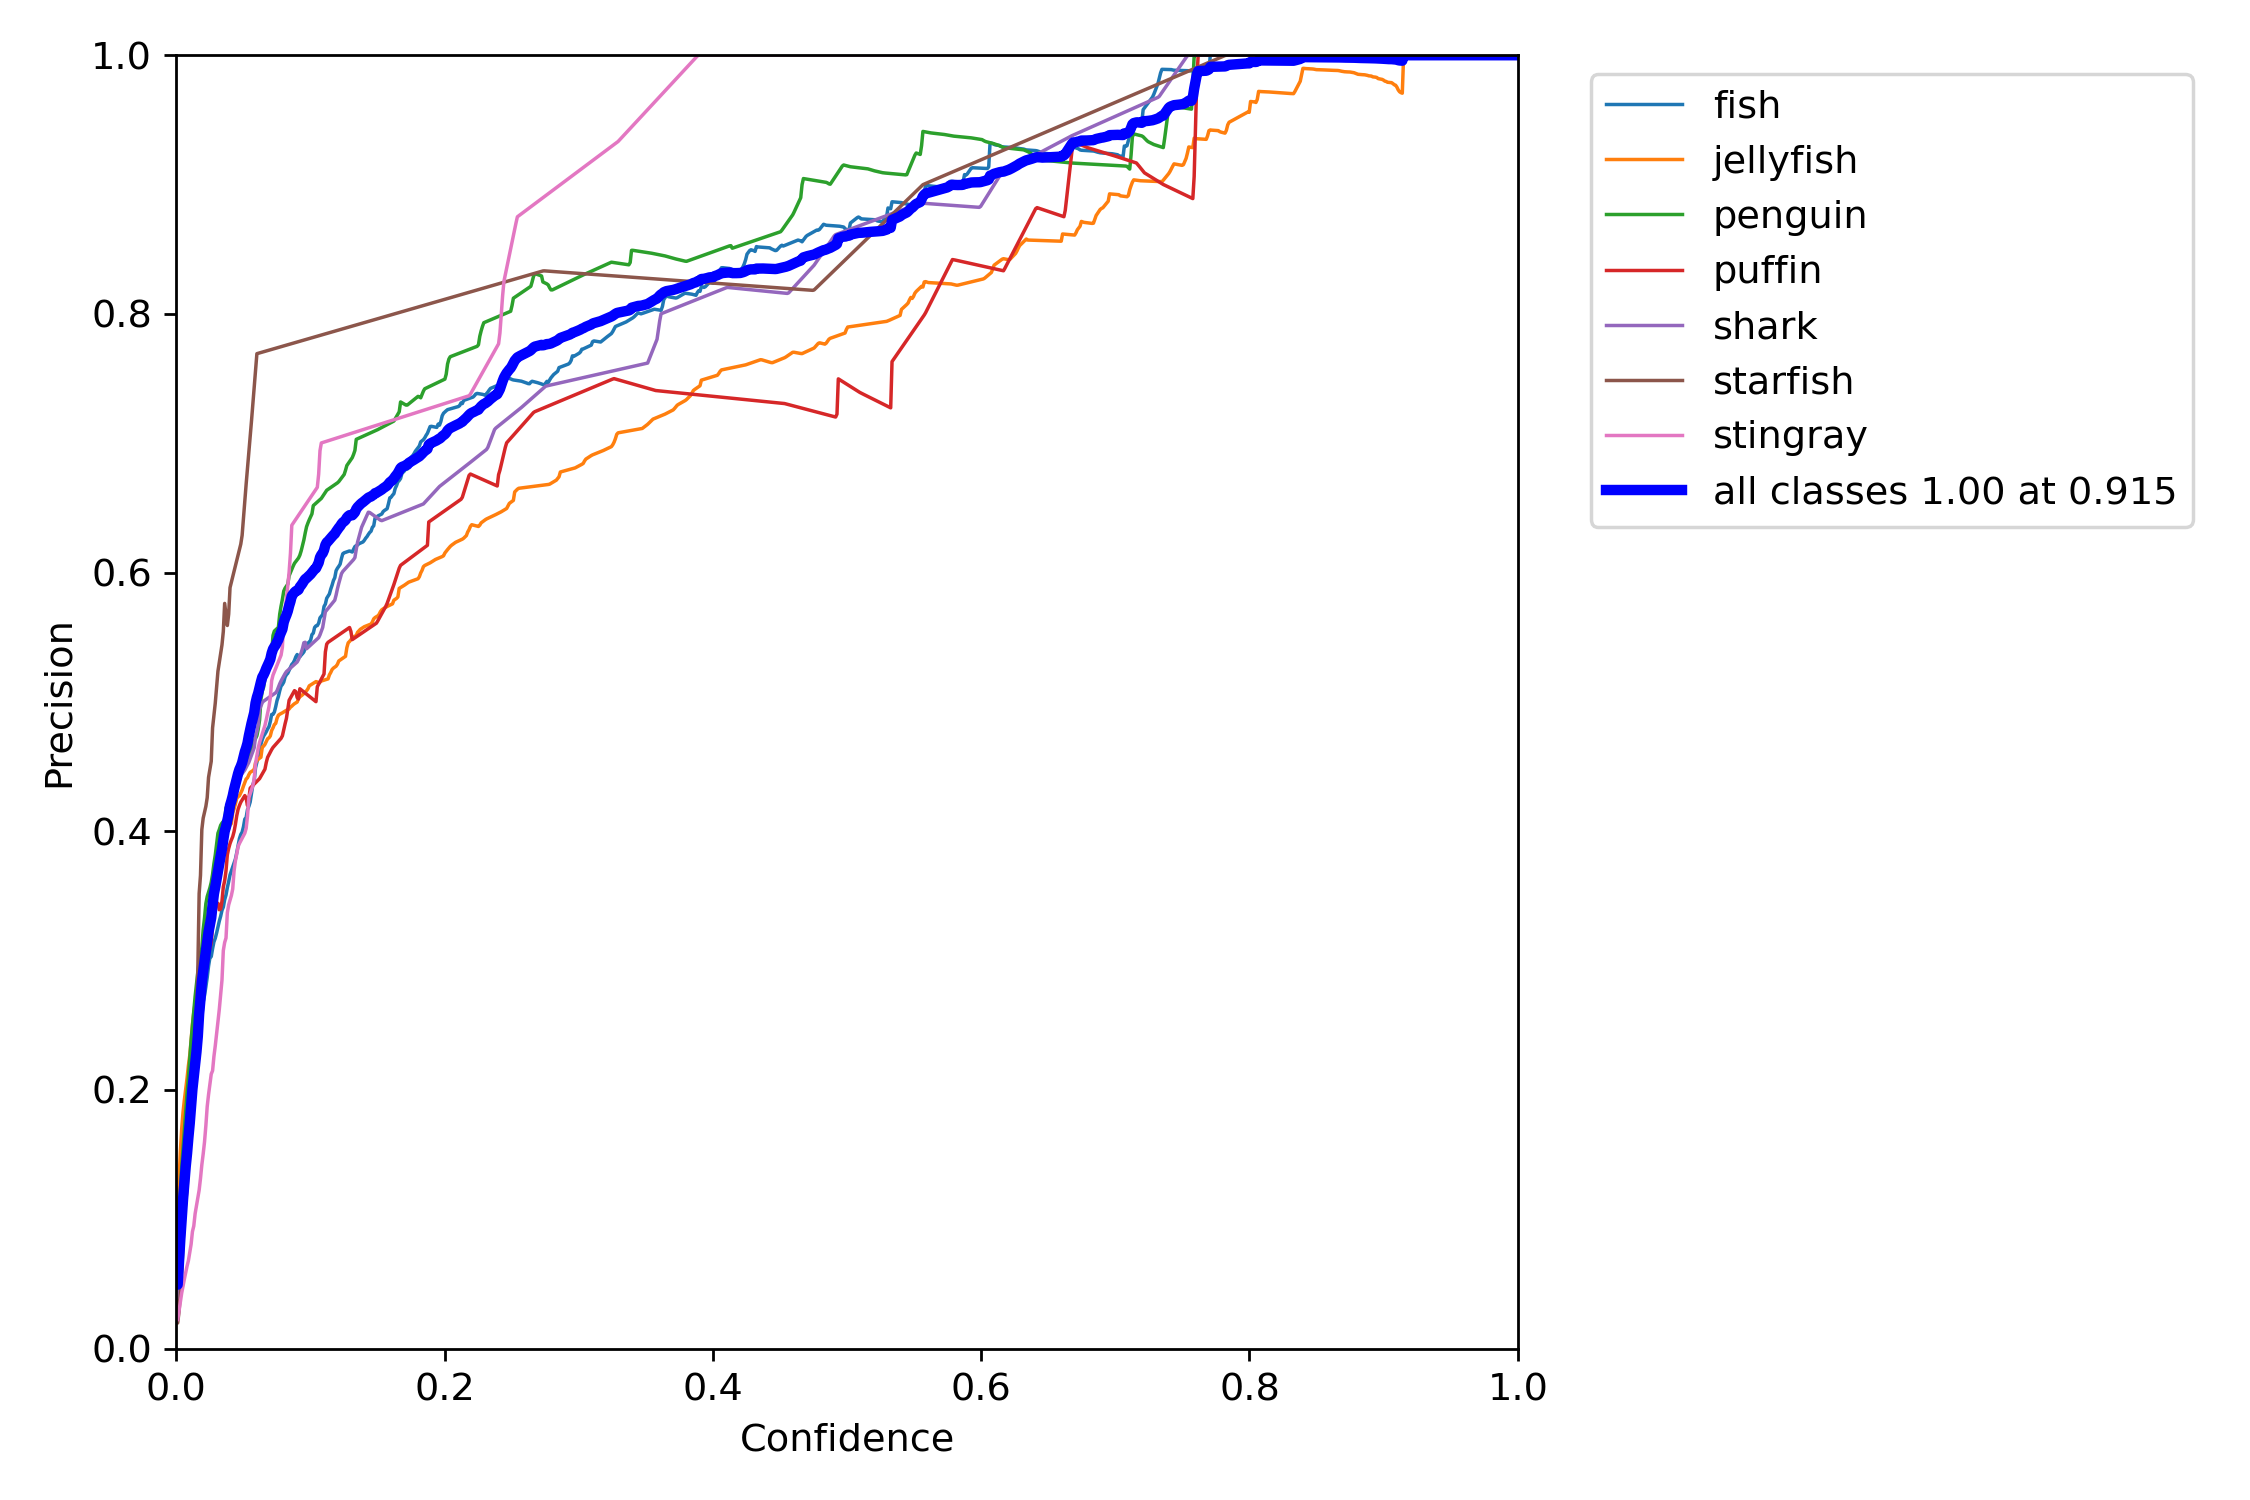 1.0
0.8
0.6
0.4
0.2
0.0
Precision
0.0 0.2 0.4 0.6 0.8 1.0
Confidence
fish
jellyfish
penguin
puffin
shark
starfish
stingray
all classes 1.00 at 0.915